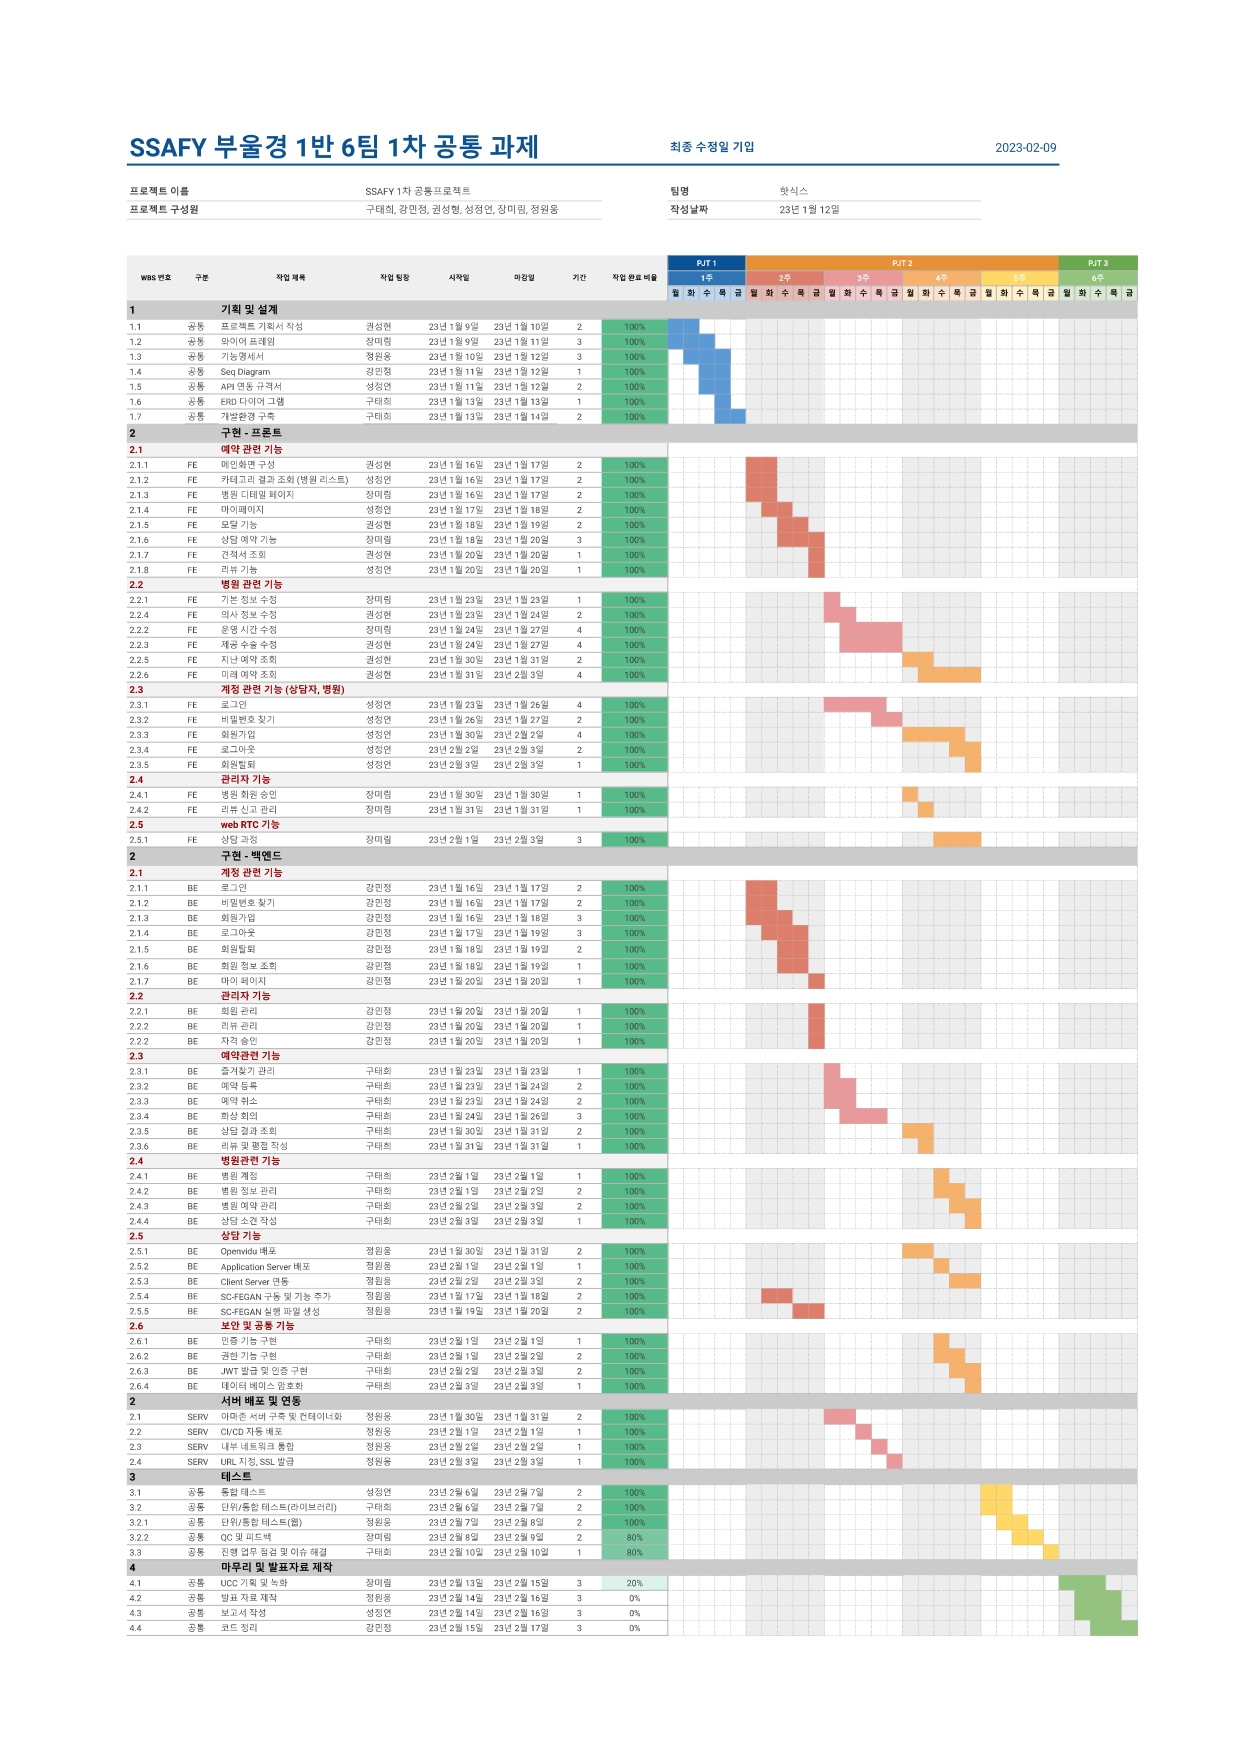 SSAFY 부울경 1반 6팀 1차 공통 과제 최종 수정일 기입 2023-02-09
프로젝트 이름 SSAFY 1차 공통프로젝트 팀명 핫식스
프로젝트 구성원 구태희, 강민정, 권성형, 성정언, 장미림, 정원웅 작성날짜 23년 1월 12일
PJT 1 PJT 2 PJT 3
WBS 번호 구분 작업 제목 작업 팀장 시작일 마감일 기간 작업 완료 비율 1주 2주 3주 4주 5주 6주
월 화 수 목 금 월 화 수 목 금 월 화 수 목 금 월 화 수 목 금 월 화 수 목 금 월 화 수 목 금
1 기획 및 설계
1.1 공통 프로젝트 기획서 작성 권성현 23년 1월 9일 23년 1월 10일 2 100%
1.2 공통 와이어 프레임 장미림 23년 1월 9일 23년 1월 11일 3 100%
1.3 공통 기능명세서 정원웅 23년 1월 10일 23년 1월 12일 3 100%
1.4 공통 Seq Diagram 강민정 23년 1월 11일 23년 1월 12일 1 100%
1.5 공통 API 연동 규격서 성정언 23년 1월 11일 23년 1월 12일 2 100%
1.6 공통 ERD 다이어 그램 구태희 23년 1월 13일 23년 1월 13일 1 100%
1.7 공통 개발환경 구축 구태희 23년 1월 13일 23년 1월 14일 2 100%
2 구현 - 프론트
2.1 예약 관련 기능
2.1.1 FE 메인화면 구성 권성현 23년 1월 16일 23년 1월 17일 2 100%
2.1.2 FE 카테고리 결과 조회 (병원 리스트) 성정언 23년 1월 16일 23년 1월 17일 2 100%
2.1.3 FE 병원 디테일 페이지 장미림 23년 1월 16일 23년 1월 17일 2 100%
2.1.4 FE 마이페이지 성정언 23년 1월 17일 23년 1월 18일 2 100%
2.1.5 FE 모달 기능 권성현 23년 1월 18일 23년 1월 19일 2 100%
2.1.6 FE 상담 예약 기능 장미림 23년 1월 18일 23년 1월 20일 3 100%
2.1.7 FE 견적서 조회 권성현 23년 1월 20일 23년 1월 20일 1 100%
2.1.8 FE 리뷰 기능 성정언 23년 1월 20일 23년 1월 20일 1 100%
2.2 병원 관련 기능
2.2.1 FE 기본 정보 수정 장미림 23년 1월 23일 23년 1월 23일 1 100%
2.2.4 FE 의사 정보 수정 권성현 23년 1월 23일 23년 1월 24일 2 100%
2.2.2 FE 운영 시간 수정 장미림 23년 1월 24일 23년 1월 27일 4 100%
2.2.3 FE 제공 수술 수정 권성현 23년 1월 24일 23년 1월 27일 4 100%
2.2.5 FE 지난 예약 조회 권성현 23년 1월 30일 23년 1월 31일 2 100%
2.2.6 FE 미래 예약 조회 권성현 23년 1월 31일 23년 2월 3일 4 100%
2.3 계정 관련 기능 (상담자, 병원)
2.3.1 FE 로그인 성정언 23년 1월 23일 23년 1월 26일 4 100%
2.3.2 FE 비밀번호 찾기 성정언 23년 1월 26일 23년 1월 27일 2 100%
2.3.3 FE 회원가입 성정언 23년 1월 30일 23년 2월 2일 4 100%
2.3.4 FE 로그아웃 성정언 23년 2월 2일 23년 2월 3일 2 100%
2.3.5 FE 회원탈퇴 성정언 23년 2월 3일 23년 2월 3일 1 100%
2.4 관리자 기능
2.4.1 FE 병원 회원 승인 장미림 23년 1월 30일 23년 1월 30일 1 100%
2.4.2 FE 리뷰 신고 관리 장미림 23년 1월 31일 23년 1월 31일 1 100%
2.5 web RTC 기능
2.5.1 FE 상담 과정 장미림 23년 2월 1일 23년 2월 3일 3 100%
2 구현 - 백엔드
2.1 계정 관련 기능
2.1.1 BE 로그인 강민정 23년 1월 16일 23년 1월 17일 2 100%
2.1.2 BE 비밀번호 찾기 강민정 23년 1월 16일 23년 1월 17일 2 100%
2.1.3 BE 회원가입 강민정 23년 1월 16일 23년 1월 18일 3 100%
2.1.4 BE 로그아웃 강민정 23년 1월 17일 23년 1월 19일 3 100%
2.1.5 BE 회원탈퇴 강민정 23년 1월 18일 23년 1월 19일 2 100%
2.1.6 BE 회원 정보 조회 강민정 23년 1월 18일 23년 1월 19일 1 100%
2.1.7 BE 마이 페이지 강민정 23년 1월 20일 23년 1월 20일 1 100%
2.2 관리자 기능
2.2.1 BE 회원 관리 강민정 23년 1월 20일 23년 1월 20일 1 100%
2.2.2 BE 리뷰 관리 강민정 23년 1월 20일 23년 1월 20일 1 100%
2.2.2 BE 자격 승인 강민정 23년 1월 20일 23년 1월 20일 1 100%
2.3 예약관련 기능
2.3.1 BE 즐겨찾기 관리 구태희 23년 1월 23일 23년 1월 23일 1 100%
2.3.2 BE 예약 등록 구태희 23년 1월 23일 23년 1월 24일 2 100%
2.3.3 BE 예약 취소 구태희 23년 1월 23일 23년 1월 24일 2 100%
2.3.4 BE 화상 회의 구태희 23년 1월 24일 23년 1월 26일 3 100%
2.3.5 BE 상담 결과 조회 구태희 23년 1월 30일 23년 1월 31일 2 100%
2.3.6 BE 리뷰 및 평점 작성 구태희 23년 1월 31일 23년 1월 31일 1 100%
2.4 병원관련 기능
2.4.1 BE 병원 계정 구태희 23년 2월 1일 23년 2월 1일 1 100%
2.4.2 BE 병원 정보 관리 구태희 23년 2월 1일 23년 2월 2일 2 100%
2.4.3 BE 병원 예약 관리 구태희 23년 2월 2일 23년 2월 3일 2 100%
2.4.4 BE 상담 소견 작성 구태희 23년 2월 3일 23년 2월 3일 1 100%
2.5 상담 기능
2.5.1 BE Openvidu 배포 정원웅 23년 1월 30일 23년 1월 31일 2 100%
2.5.2 BE Application Server 배포 정원웅 23년 2월 1일 23년 2월 1일 1 100%
2.5.3 BE Client Server 연동 정원웅 23년 2월 2일 23년 2월 3일 2 100%
2.5.4 BE SC-FEGAN 구동 및 기능 추가 정원웅 23년 1월 17일 23년 1월 18일 2 100%
2.5.5 BE SC-FEGAN 실행 파일 생성 정원웅 23년 1월 19일 23년 1월 20일 2 100%
2.6 보안 및 공통 기능
2.6.1 BE 인증 기능 구현 구태희 23년 2월 1일 23년 2월 1일 1 100%
2.6.2 BE 권한 기능 구현 구태희 23년 2월 1일 23년 2월 2일 2 100%
2.6.3 BE JWT 발급 및 인증 구현 구태희 23년 2월 2일 23년 2월 3일 2 100%
2.6.4 BE 데이터 베이스 암호화 구태희 23년 2월 3일 23년 2월 3일 1 100%
2 서버 배포 및 연동
2.1 SERV 아마존 서버 구축 및 컨테이너화 정원웅 23년 1월 30일 23년 1월 31일 2 100%
2.2 SERV CI/CD 자동 배포 정원웅 23년 2월 1일 23년 2월 1일 1 100%
2.3 SERV 내부 네트워크 통합 정원웅 23년 2월 2일 23년 2월 2일 1 100%
2.4 SERV URL 지정, SSL 발급 정원웅 23년 2월 3일 23년 2월 3일 1 100%
3 테스트
3.1 공통 통합 테스트 성정언 23년 2월 6일 23년 2월 7일 2 100%
3.2 공통 단위/통합 테스트(라이브러리) 구태희 23년 2월 6일 23년 2월 7일 2 100%
3.2.1 공통 단위/통합 테스트(웹) 정원웅 23년 2월 7일 23년 2월 8일 2 100%
3.2.2 공통 QC 및 피드백 장미림 23년 2월 8일 23년 2월 9일 2 80%
3.3 공통 진행 업무 점검 및 이슈 해결 구태희 23년 2월 10일 23년 2월 10일 1 80%
4 마무리 및 발표자료 제작
4.1 공통 UCC 기획 및 녹화 장미림 23년 2월 13일 23년 2월 15일 3 20%
4.2 공통 발표 자료 제작 정원웅 23년 2월 14일 23년 2월 16일 3 0%
4.3 공통 보고서 작성 성정언 23년 2월 14일 23년 2월 16일 3 0%
4.4 공통 코드 정리 강민정 23년 2월 15일 23년 2월 17일 3 0%